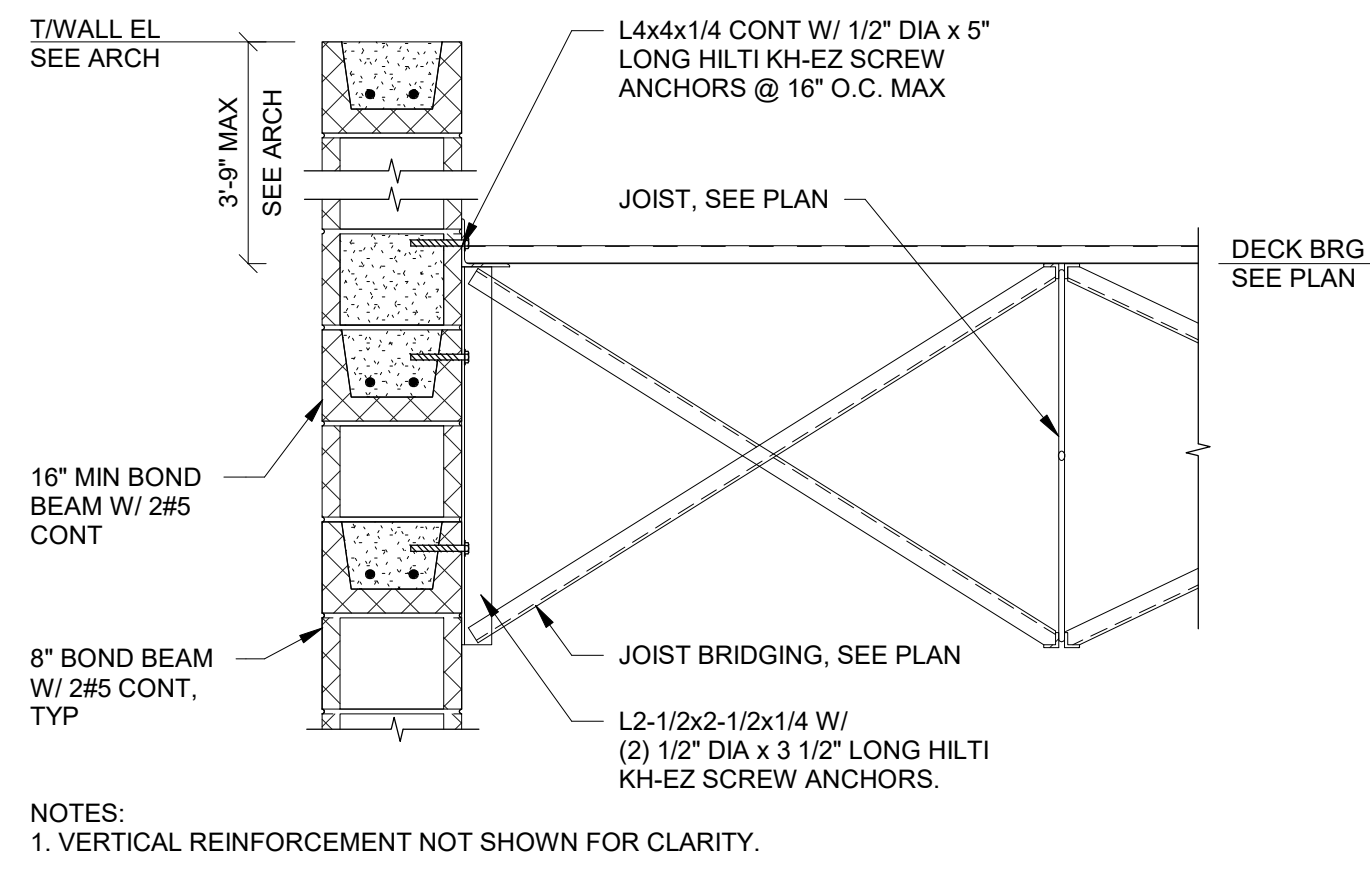 T/WALL EL
SEE ARCH
3'-9" MAX
SEE ARCH
L4x4x1/4 CONT W/ 1/2" DIA x 5"
LONG HILTI KH-EZ SCREW
ANCHORS @ 16" O.C. MAX
JOIST, SEE PLAN
DECK BRG
SEE PLAN
16" MIN BOND
BEAM W/ 2#5
CONT
8" BOND BEAM
W/ 2#5 CONT,
TYP
JOIST BRIDGING, SEE PLAN
L2-1/2x2-1/2x1/4 W/
(2) 1/2" DIA x 3 1/2" LONG HILTI
KH-EZ SCREW ANCHORS.
NOTES:
1. VERTICAL REINFORCEMENT NOT SHOWN FOR CLARITY.